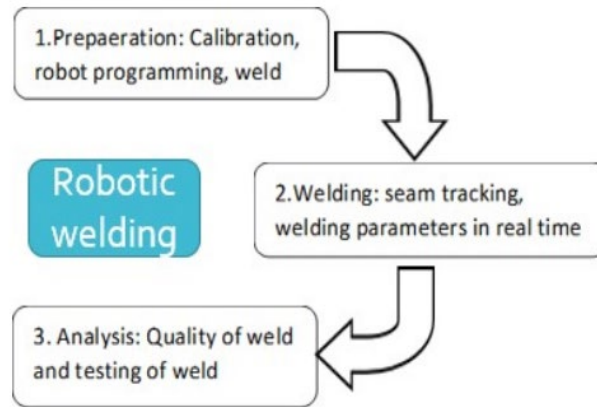 1.Prepaeration: Calibration,
robot programming, weld
Robotic
welding
2.Welding: seam tracking,
welding parameters in real time
3. Analysis: Quality of weld
and testing of weld